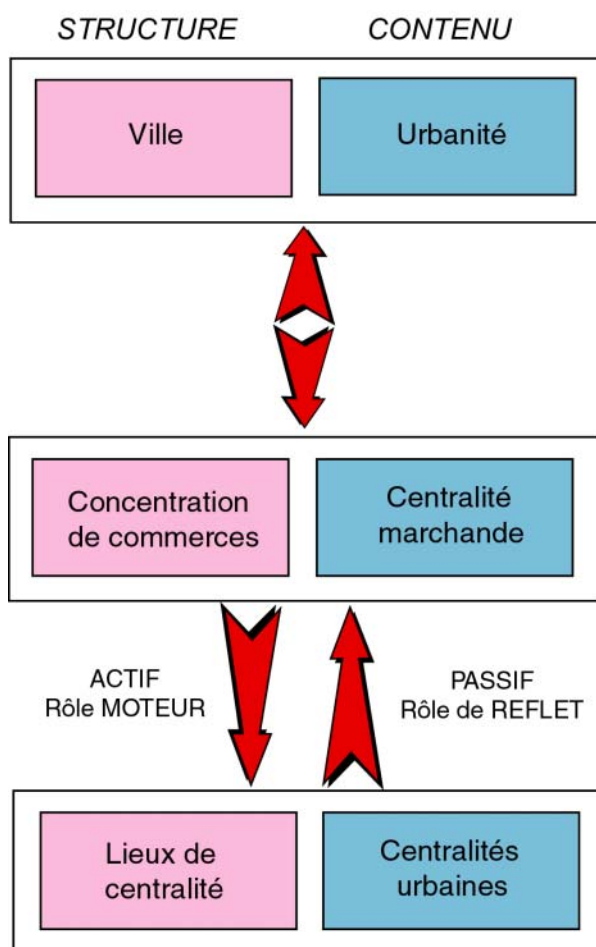 STRUCTURE CONTENU
Ville
Urbanité
Concentration
de commerces
Centralité
marchande
ACTIF
Rôle MOTEUR
PASSIF
Rôle de REFLET
Lieux de
centralité
Centralités
urbaines